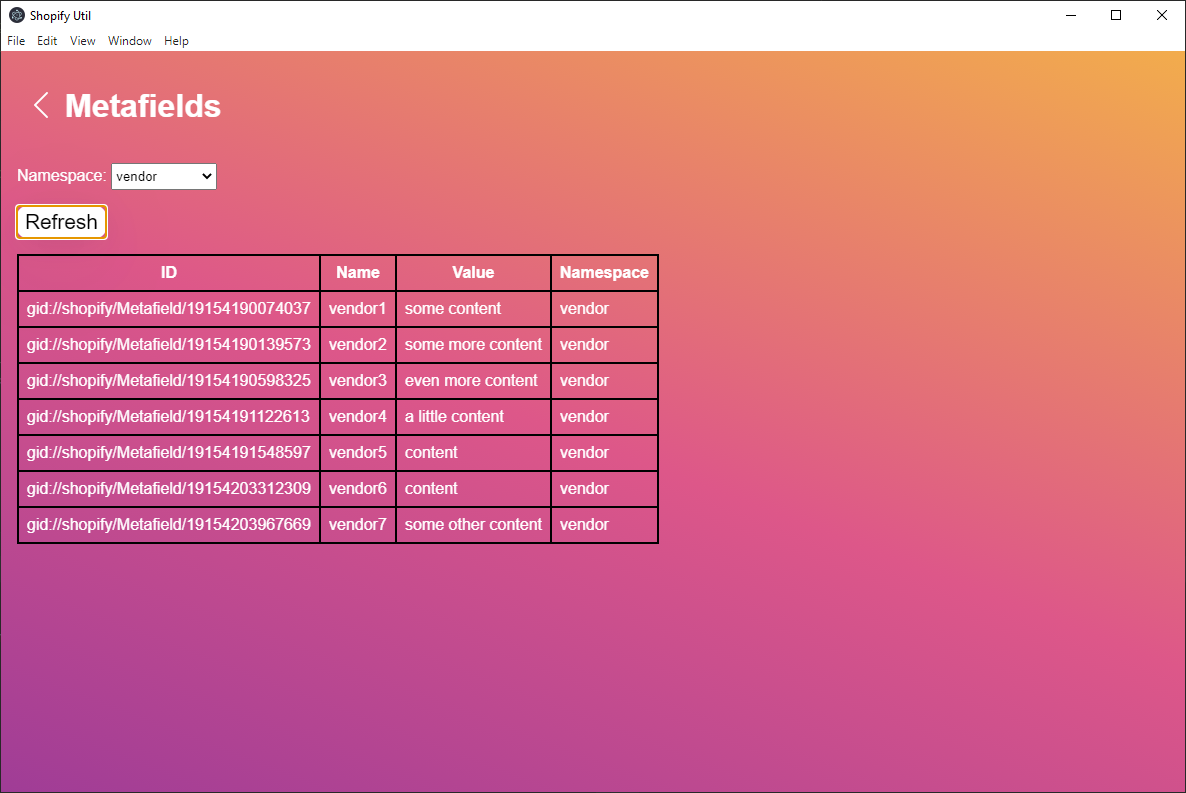 Shopify Util
File Edit View Window Help
Metafields
Namespace: vendor
Refresh
ID Name Value Namespace
gid://shopify/Metafield/19154190074037 vendor1 some content vendor
gid://shopify/Metafield/19154190139573 vendor2 some more content vendor
gid://shopify/Metafield/19154190598325 vendor3 even more content vendor
gid://shopify/Metafield/19154191122613 vendor4 a little content vendor
gid://shopify/Metafield/19154191548597 vendor5 content vendor
gid://shopify/Metafield/19154203312309 vendor6 content vendor
gid://shopify/Metafield/19154203967669 vendor7 some other content vendor